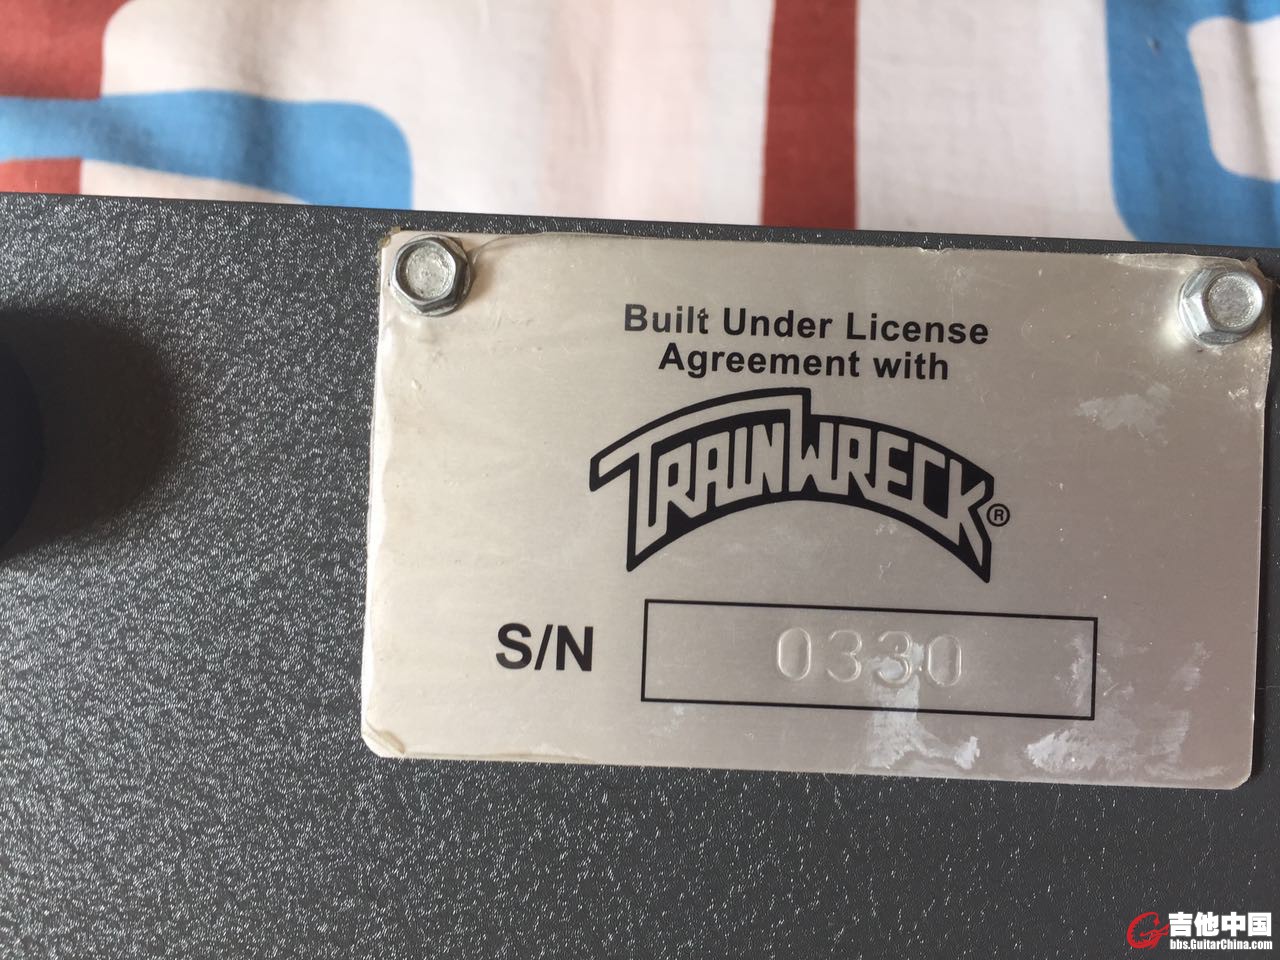 Built Under License
Agreement with
TRAINWRECK®
S/N 0330
吉他中国
bbs.GuitarChina.com